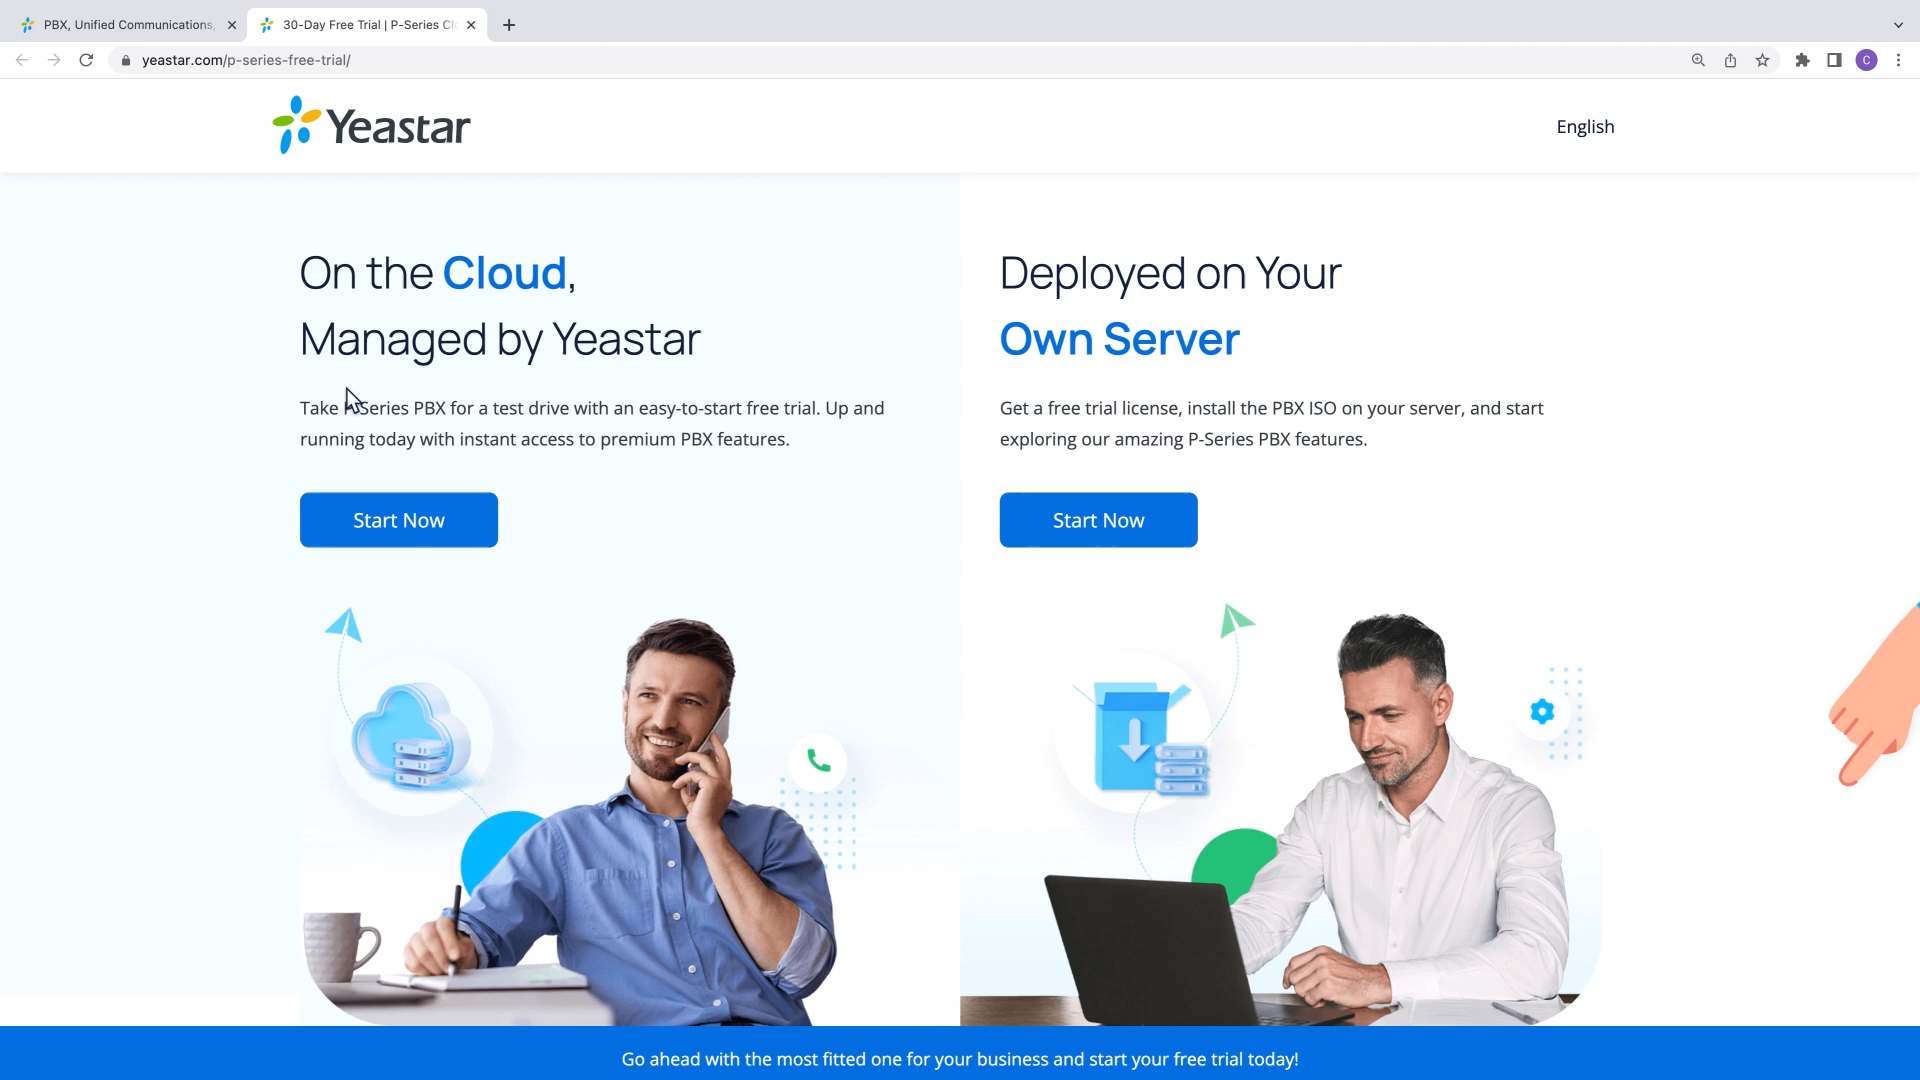 PBX, Unified Communications,
30-Day Free Trial | P-Series Clo
yeastar.com/p-series-free-trial/
C
Yeastar
English
On the Cloud,
Managed by Yeastar
Take P-Series PBX for a test drive with an easy-to-start free trial. Up and
running today with instant access to premium PBX features.
Start Now
Deployed on Your
Own Server
Get a free trial license, install the PBX ISO on your server, and start
exploring our amazing P-Series PBX features.
Start Now
Go ahead with the most fitted one for your business and start your free trial today!